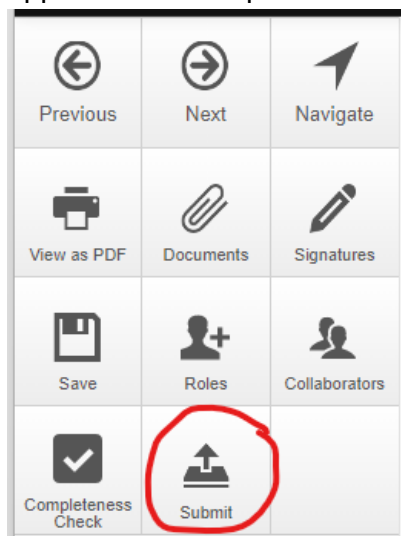 Previous Next Navigate
View as PDF Documents Signatures
Save Roles Collaborators
Completeness
Check Submit